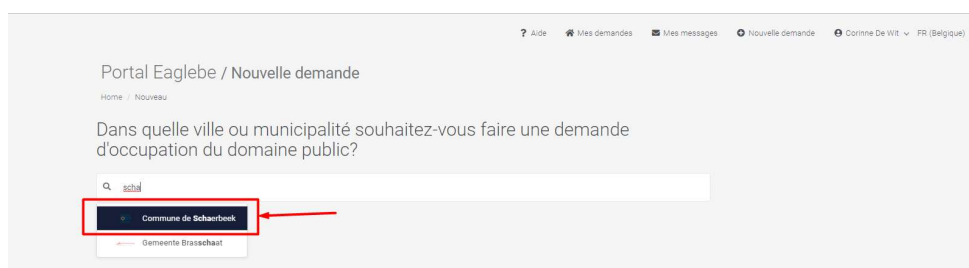 Aide Mes demandes Mes messages Nouvelle demande Corinne De Wit FR (Belgique)
Portal Eaglebe / Nouvelle demande
Home / Nouveau
Dans quelle ville ou municipalité souhaitez-vous faire une demande
d'occupation du domaine public?
scha
Commune de Schaerbeek
Gemeente Brasschaat